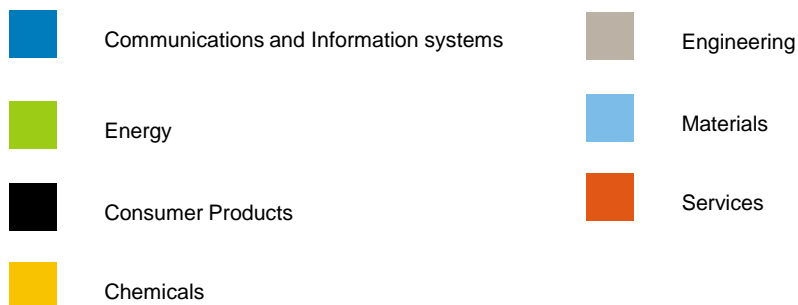 Communications and Information systems
Energy
Consumer Products
Chemicals
Engineering
Materials
Services